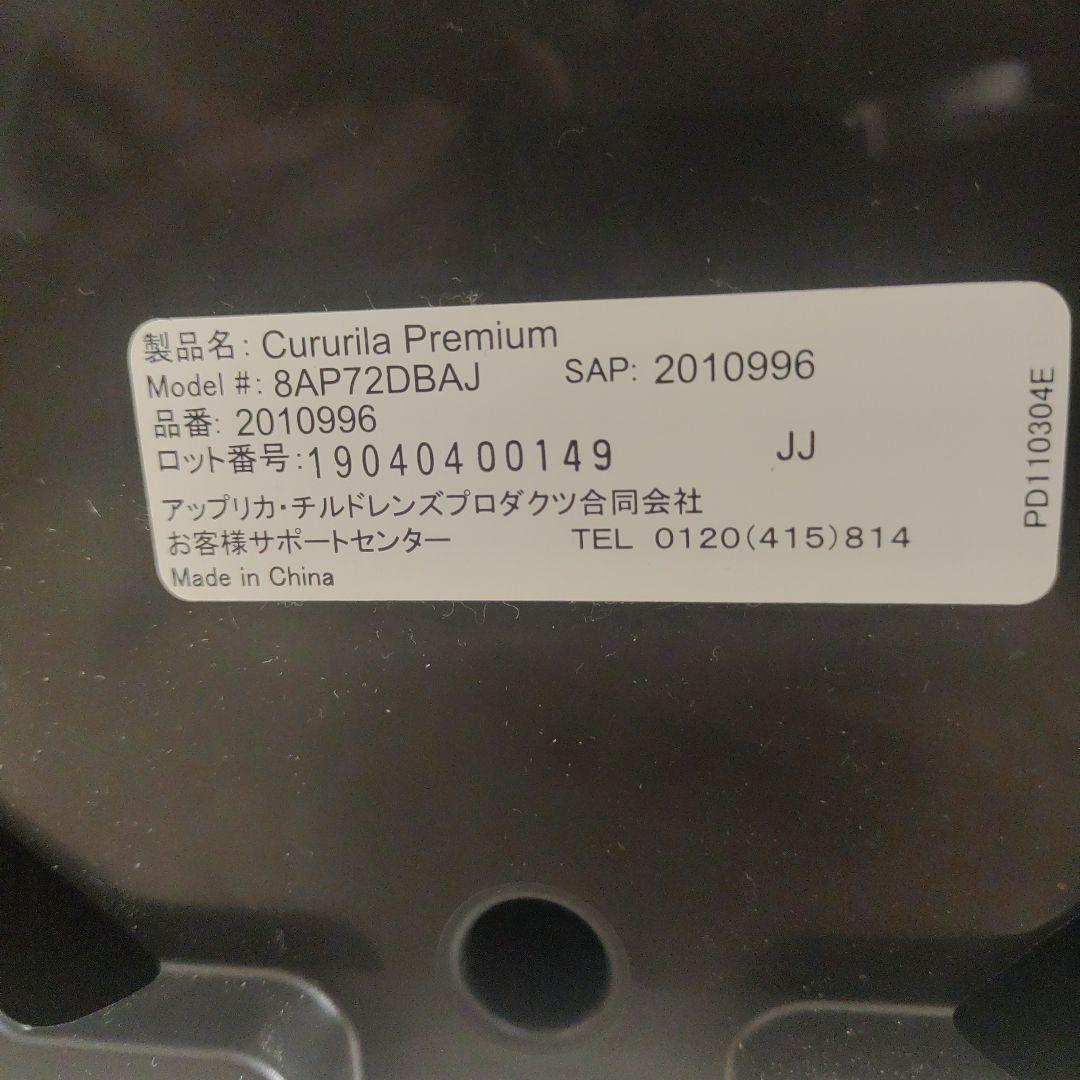 製品名: Cururila Premium
Model #: 8AP72DBAJ SAP: 2010996
品番: 2010996
ロット番号:19040400149 JJ
アップリカ・チルドレンズプロダクツ合同会社
お客様サポートセンター TEL 0120(415)814
Made in China
PD110304E